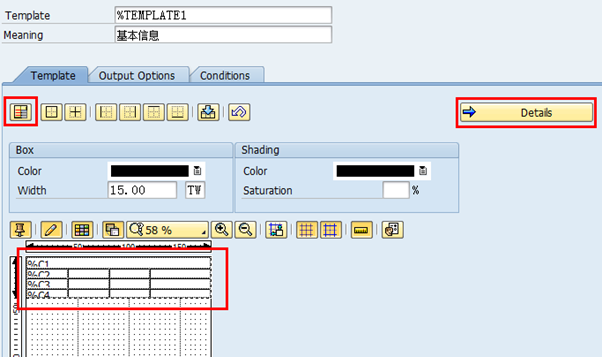 Template %TEMPLATE1
Meaning 基本信息
Template Output Options Conditions
Details
Box Shading
Color Color
Width 15.00 TW Saturation %
58 %
50 100 150
%C1
%C2
%C3
%C4